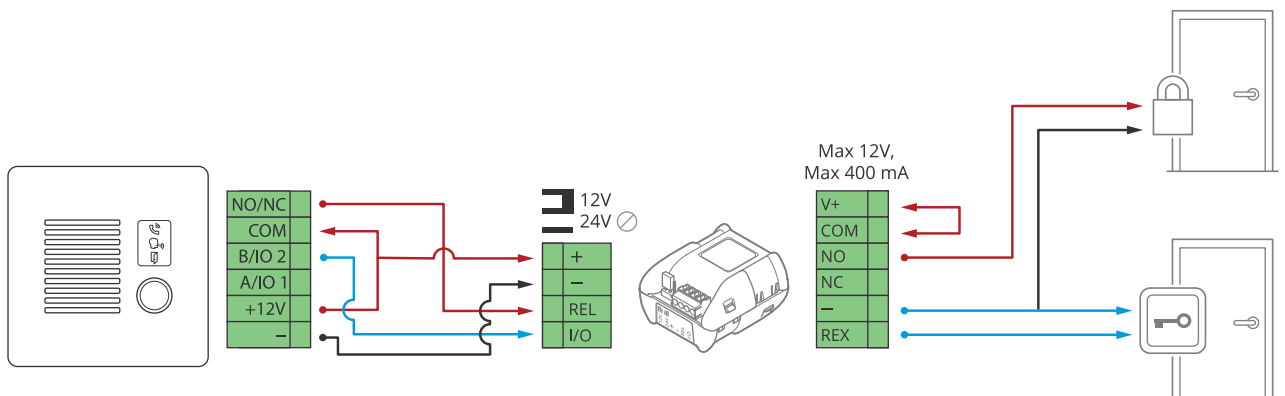 NO/NC
COM
B/IO 2
A/IO 1
+12V
−
12V
24V
+
−
REL
I/O
Max 12V,
Max 400 mA
V+
COM
NO
NC
−
REX